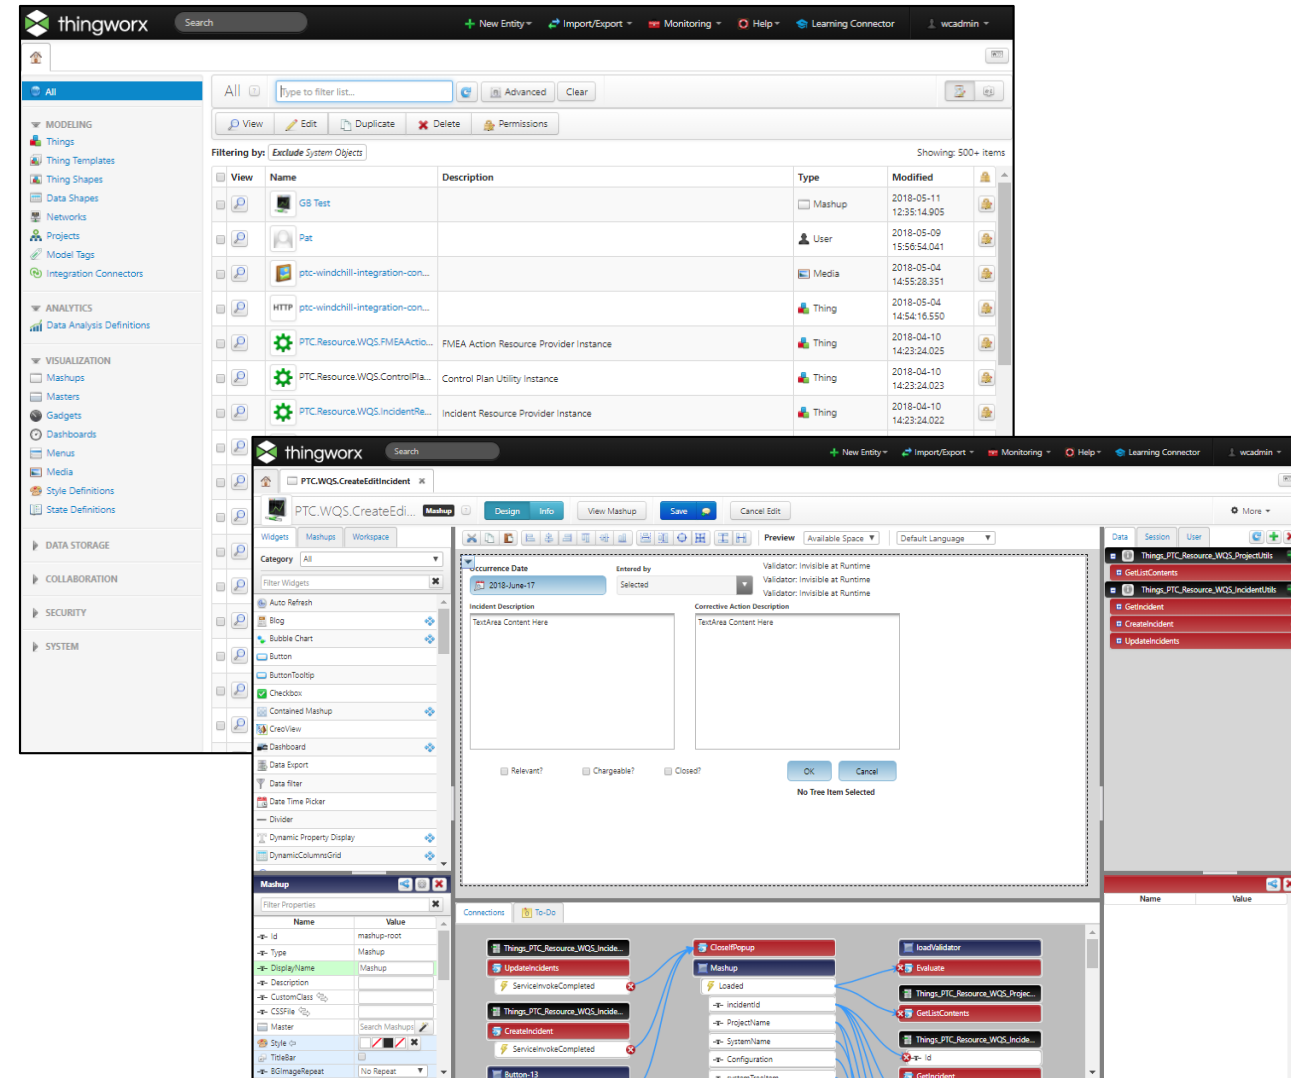 thingworx
Search
New Entity
Import/Export
Monitoring
Help
Learning Connector
wcadmin
All
MODELING
Things
Thing Templates
Thing Shapes
Data Shapes
Networks
Projects
Model Tags
Integration Connectors
ANALYTICS
Data Analysis Definitions
VISUALIZATION
Mashups
Masters
Gadgets
Dashboards
Menus
Media
Style Definitions
State Definitions
DATA STORAGE
COLLABORATION
SECURITY
SYSTEM
All
Type to filter list...
Advanced
Clear
View
Edit
Duplicate
Delete
Permissions
Filtering by: Exclude System Objects
Showing: 500+ items
View Name Description Type Modified
GB Test Mashup 2018-05-11
12:35:14.905
Pat User 2018-05-09
15:56:54.041
ptc-windchill-integration-con... Media 2018-05-04
14:55:28.351
HTTP ptc-windchill-integration-con... Thing 2018-05-04
14:54:16.550
PTC.Resource.WQS.FMEAActio... FMEA Action Resource Provider Instance Thing 2018-04-10
14:23:24.025
PTC.Resource.WQS.ControlPla... Control Plan Utility Instance Thing 2018-04-10
14:23:24.023
PTC.Resource.WQS.IncidentRe... Incident Resource Provider Instance Thing 2018-04-10
14:23:24.022
thingworx
Search
New Entity
Import/Export
Monitoring
Help
Learning Connector
wcadmin
PTC.WQS.CreateEditIncident
PTC.WQS.CreateEdi... Mashup
Design
Info
View Mashup
Save
Cancel Edit
More
Widgets
Mashups
Workspace
Category All
Filter Widgets
Auto Refresh
Blog
Bubble Chart
Button
ButtonTooltip
Checkbox
Contained Mashup
CreoView
Dashboard
Data Export
Data filter
Date Time Picker
Divider
Dynamic Property Display
DynamicColumnsGrid
Mashup
Filter Properties
Name Value
Id mashup-root
Type Mashup
DisplayName Mashup
Description
CustomClass
CSSFile
Master Search Mashups
Style
TitleBar
BGImageRepeat No Repeat
Preview Available Space
Default Language
Occurrence Date
2018-June-17
Entered by
Selected
Validator: Invisible at Runtime
Validator: Invisible at Runtime
Validator: Invisible at Runtime
Incident Description
TextArea Content Here
Corrective Action Description
TextArea Content Here
Relevant?
Chargeable?
Closed?
OK
Cancel
No Tree Item Selected
Connections
To-Do
Things_PTC_Resource_WQS_Incide...
UpdateIncidents
ServiceInvokeCompleted
Things_PTC_Resource_WQS_Incide...
CreateIncident
ServiceInvokeCompleted
Button-13
CloseIfPopup
Mashup
Loaded
incidentId
ProjectName
SystemName
Configuration
systemTreeItem
loadValidator
Evaluate
Things_PTC_Resource_WQS_Projec...
GetListContents
Things_PTC_Resource_WQS_Incide...
Id
GetIncident
Data
Session
User
Things_PTC_Resource_WQS_ProjectUtils
GetListContents
Things_PTC_Resource_WQS_IncidentUtils
GetIncident
CreateIncident
UpdateIncidents
Name Value